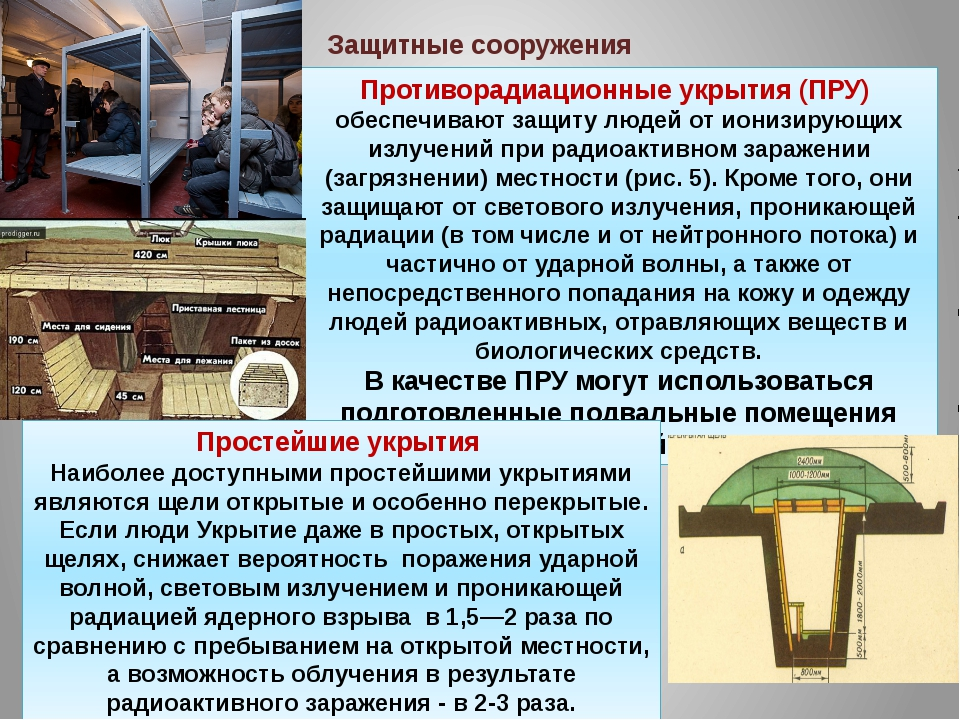 Защитные сооружения
Противорадиационные укрытия (ПРУ)
обеспечивают защиту людей от ионизирующих
излучений при радиоактивном заражении
(загрязнении) местности (рис. 5). Кроме того, они
защищают от светового излучения, проникающей
радиации (в том числе и от нейтронного потока) и
частично от ударной волны, а также от
непосредственного попадания на кожу и одежду
людей радиоактивных, отравляющих веществ и
биологических средств.
В качестве ПРУ могут использоваться
подготовленные подвальные помещения
prodigger.ru
Люк
Крышки люка
420 см
Приставная лестница
Места для сидения
190 см
Пакет из досок
Места для лежания
120 см
45 см
Простейшие укрытия
Наиболее доступными простейшими укрытиями
являются щели открытые и особенно перекрытые.
Если люди Укрытие даже в простых, открытых
щелях, снижает вероятность поражения ударной
волной, световым излучением и проникающей
радиацией ядерного взрыва в 1,5—2 раза по
сравнению с пребыванием на открытой местности,
а возможность облучения в результате
радиоактивного заражения - в 2-3 раза.
2400мм
1000-1200мм
500-600мм
а
1800-2000мм
500мм
800мм